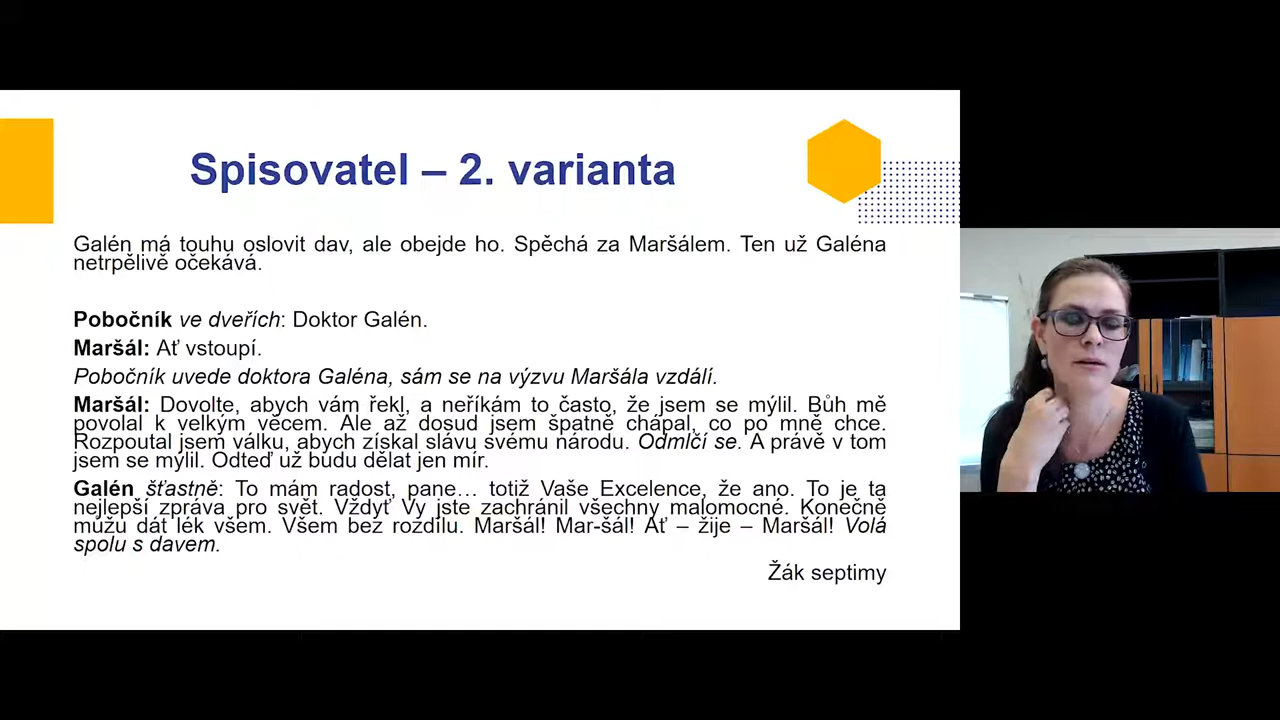 Spisovatel – 2. varianta
Galén má touhu oslovit dav, ale obejde ho. Spěchá za Maršálem. Ten už Galéna
netrpělivě očekává.
Pobočník ve dveřích: Doktor Galén.
Maršál: Ať vstoupí.
Pobočník uvede doktora Galéna, sám se na výzvu Maršála vzdálí.
Maršál: Dovolte, abych vám řekl, a neříkám to často, že jsem se mýlil. Bůh mě
povolal k velkým věcem. Ale až dosud jsem špatně chápal, co po mně chce.
Rozpoutal jsem válku, abych získal slávu svému národu. Odmlčí se. A právě v tom
jsem se mýlil. Odteď už budu dělat jen mír.
Galén šťastně: To mám radost, pane… totiž Vaše Excelence, že ano. To je ta
nejlepší zpráva pro svět. Vždyť Vy jste zachránil všechny malomocné. Konečně
můžu dát lék všem. Všem bez rozdílu. Maršál! Mar-šál! Ať – žije – Maršál! Volá
spolu s davem.
Žák septimy